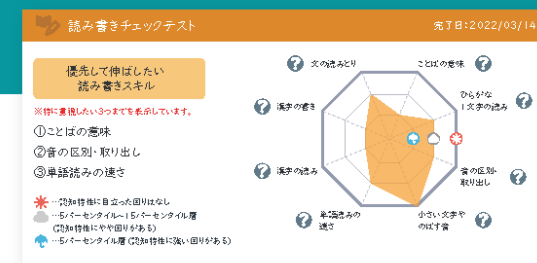 読み書きチェックテスト
完了日:2022/03/14
優先して伸ばしたい
読み書きスキル
※特に重視したい3つまでを表示しています。
①ことばの意味
②音の区別・取り出し
③単語読みの速さ
…認知特性に目立った困りはなし
…5パーセンタイル～15パーセンタイル層
(認知特性にやや困りがある)
…5パーセンタイル層(認知特性に強い困りがある)
? 文の読みとり
ことばの意味 ?
ひらがな
1文字の読み ?
音の区別・
取り出し ?
小さい文字や
のばす音 ?
? 単語読みの
速さ
? 漢字の読み
? 漢字の書き